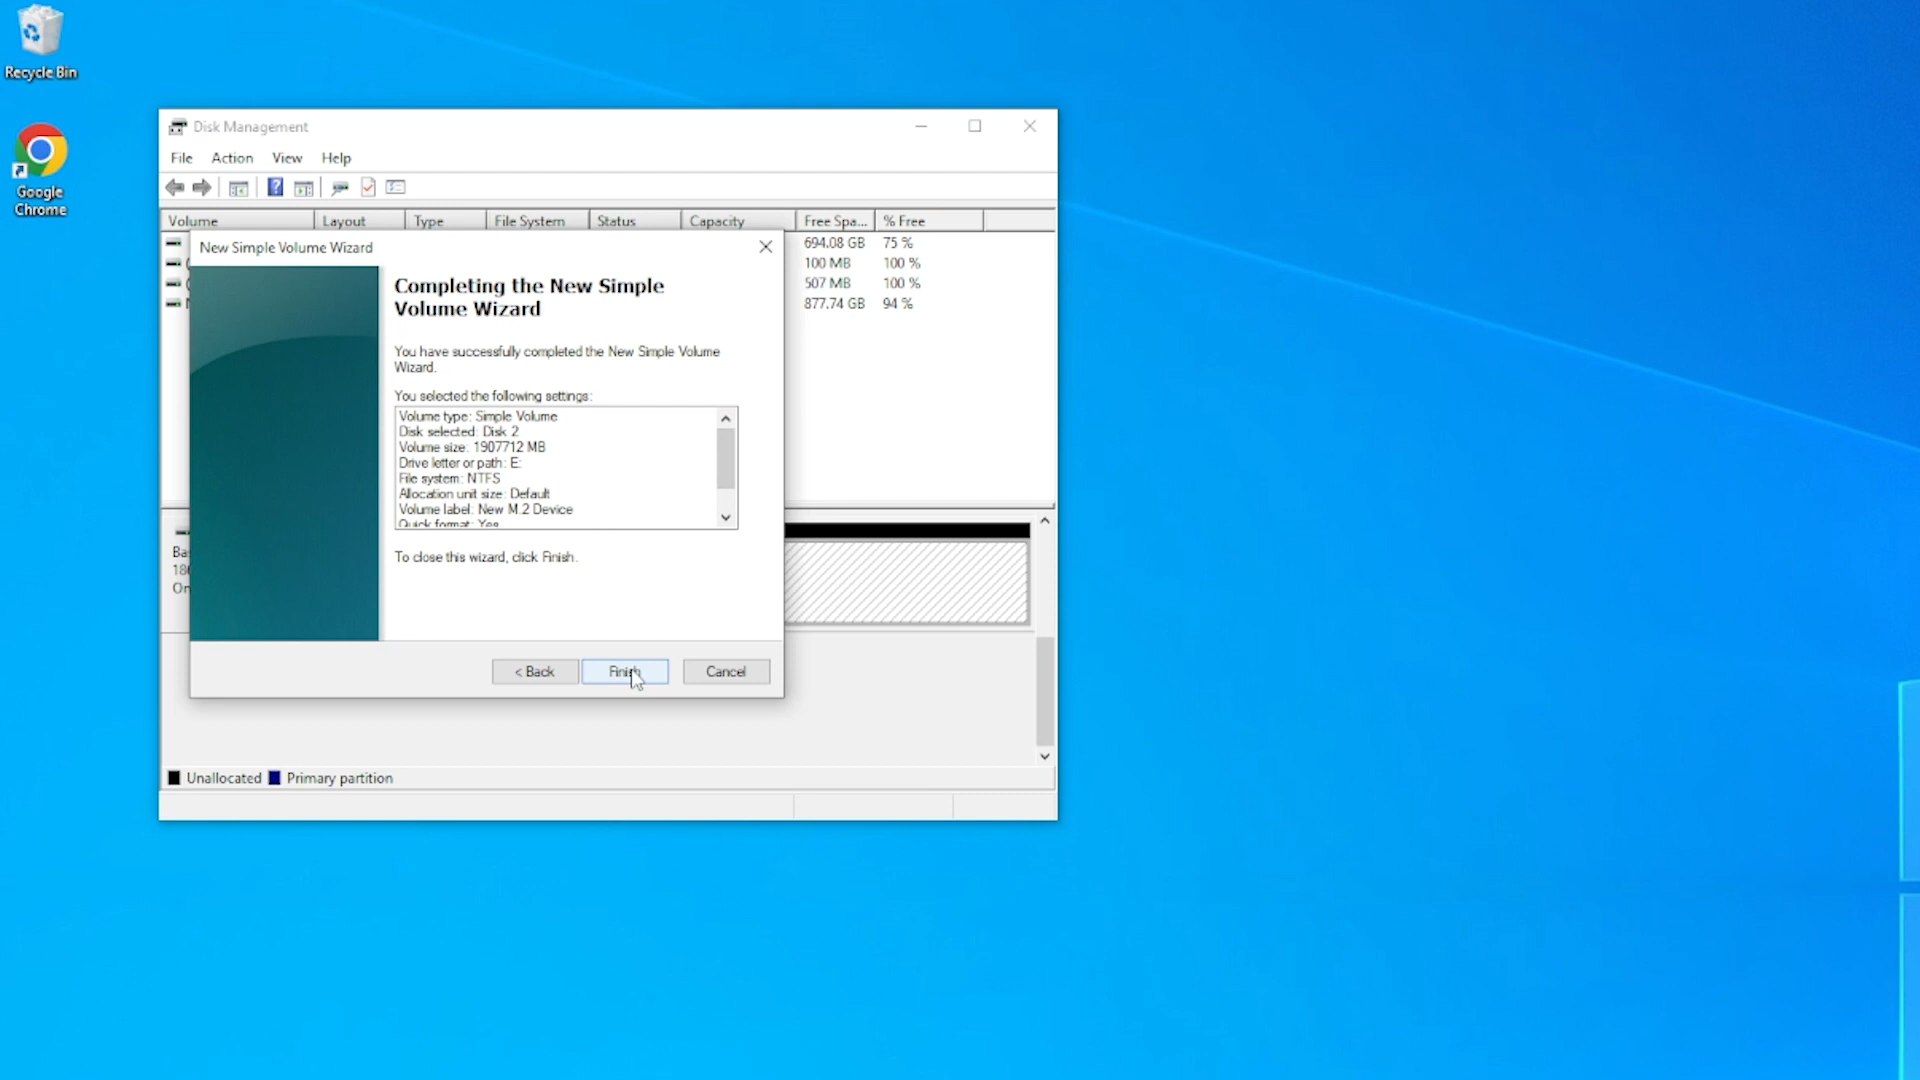 Recycle Bin
Google
Chrome
Disk Management
File Action View Help
Volume Layout Type File System Status Capacity Free Spa... % Free
694.08 GB 75 %
100 MB 100 %
507 MB 100 %
877.74 GB 94 %
New Simple Volume Wizard
Completing the New Simple
Volume Wizard
You have successfully completed the New Simple Volume
Wizard.
You selected the following settings:
Volume type: Simple Volume
Disk selected: Disk 2
Volume size: 1907712 MB
Drive letter or path: E:
File system: NTFS
Allocation unit size: Default
Volume label: New M.2 Device
Quick format: Yes
To close this wizard, click Finish.
< Back Finish Cancel
Bas
186
On
Unallocated Primary partition